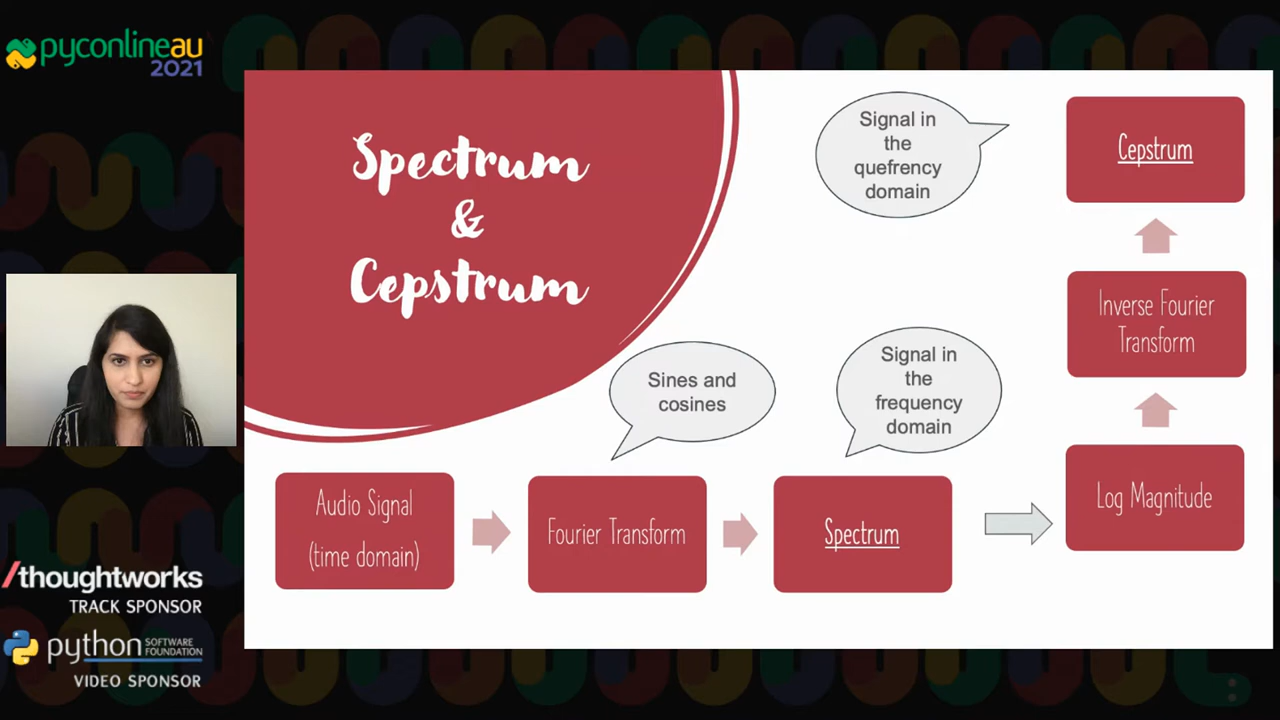 pyconlineau
2021
Spectrum
&
Cepstrum
Signal in
the
quefrency
domain
Cepstrum
Inverse Fourier
Transform
Sines and
cosines
Signal in
the
frequency
domain
Audio Signal
(time domain)
Fourier Transform
Spectrum
Log Magnitude
/thoughtworks
TRACK SPONSOR
python SOFTWARE FOUNDATION
VIDEO SPONSOR